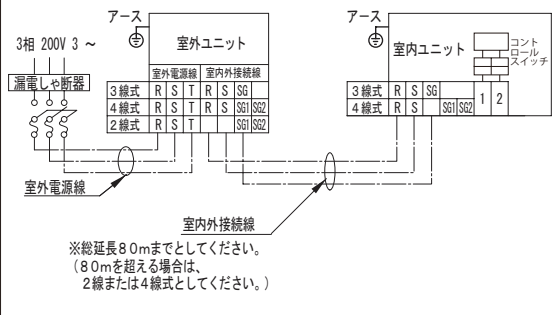 アース
3相 200V 3 ～
漏電しゃ断器
室外ユニット
室外電源線 室内外接続線
3線式 R S T R S SG
4線式 R S T R S SG1 SG2
2線式 R S T SG1 SG2
室外電源線
アース
室内ユニット
コント
ロール
スイッチ
3線式 R S SG
4線式 R S SG1 SG2
1 2
室内外接続線
※総延長80mまでとしてください。
(80mを超える場合は、
2線または4線式としてください。)